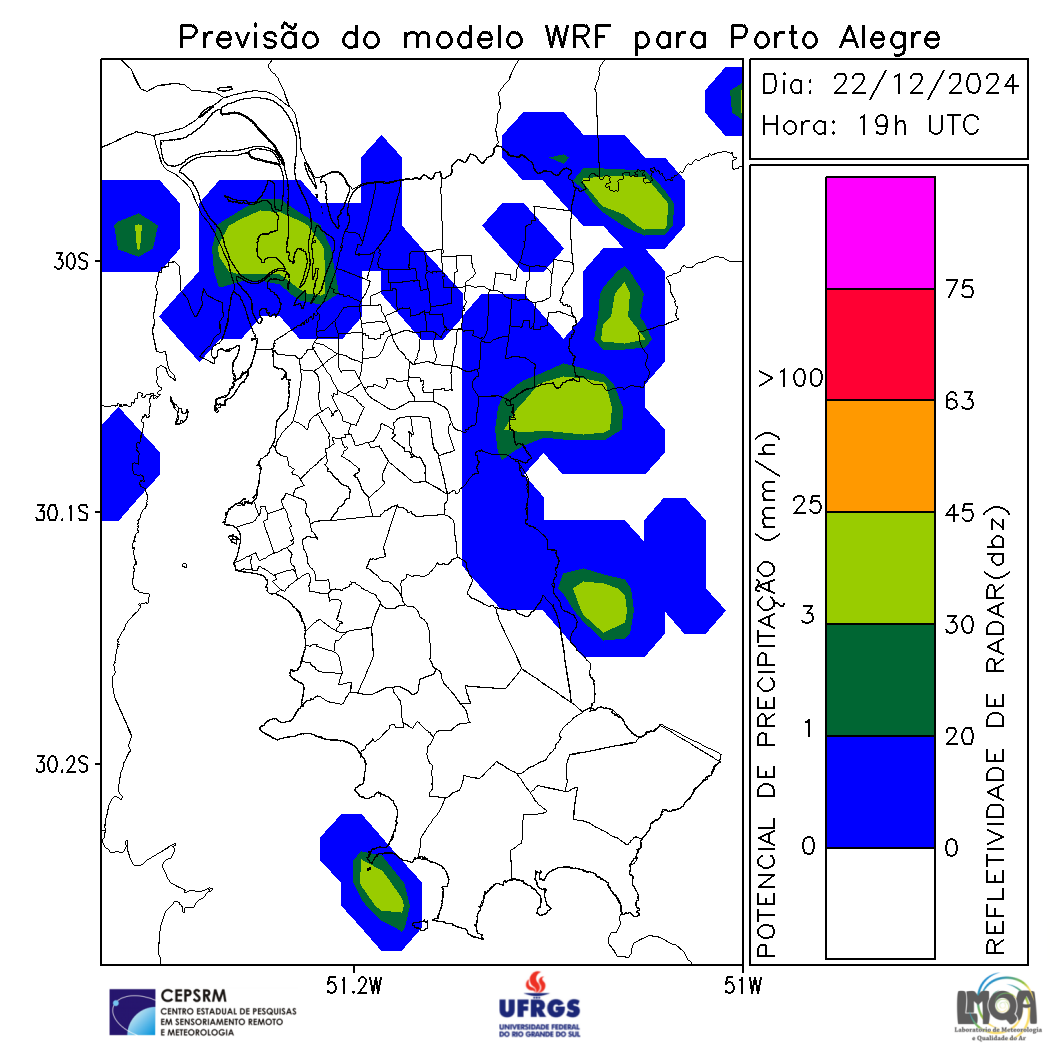 Previsão do modelo WRF para Porto Alegre
Dia: 22/12/2024
Hora: 19h UTC
30S
30.1S
30.2S
51.2W
51W
POTENCIAL DE PRECIPITAÇÃO (mm/h)
>100
25
3
1
0
75
63
45
30
20
0
REFLETIVIDADE DE RADAR(dbz)
CEPSRM
CENTRO ESTADUAL DE PESQUISAS
EM SENSORIAMENTO REMOTO
E METEOROLOGIA
UFRGS
UNIVERSIDADE FEDERAL
DO RIO GRANDE DO SUL
LMQA
Laboratório de Meteorologia
e Qualidade do Ar